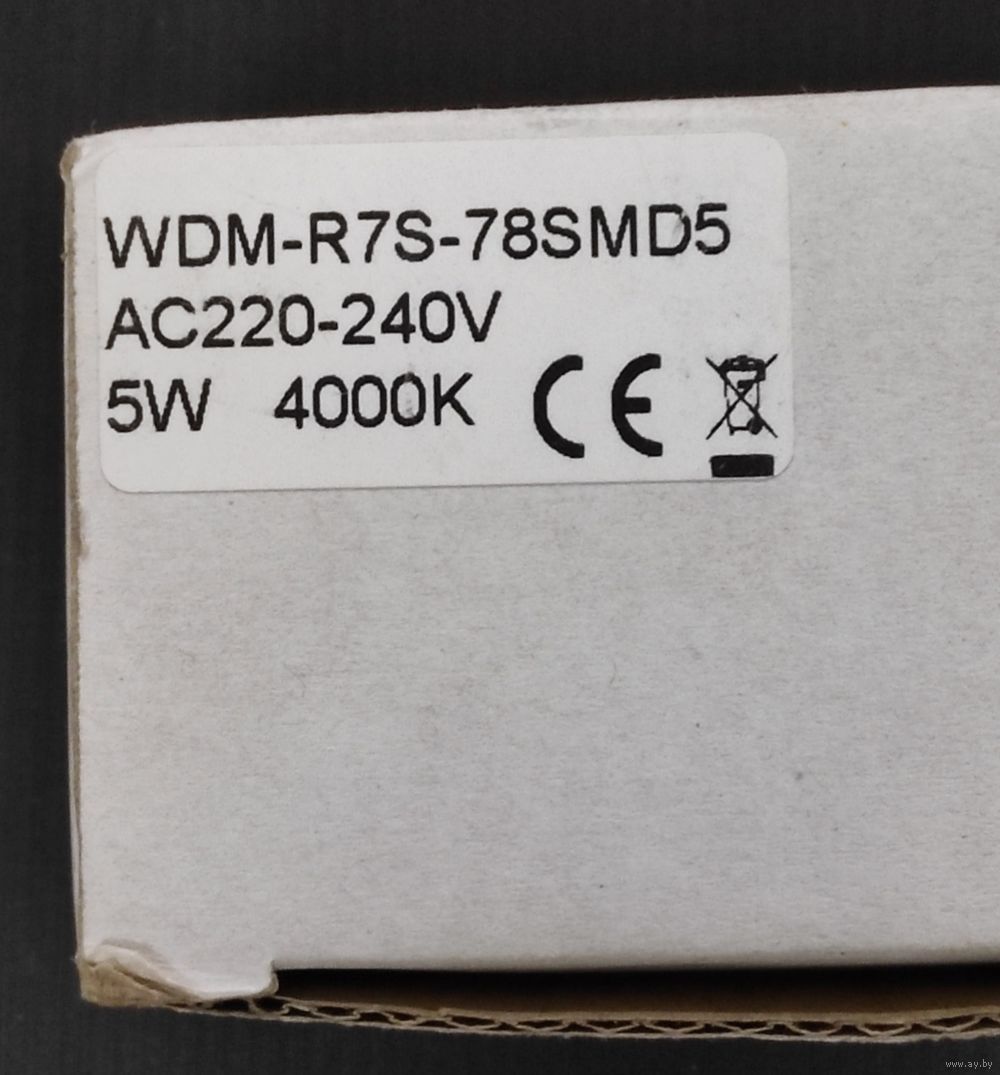 WDM-R7S-78SMD5
AC220-240V
5W 4000K CE
www.ay.by